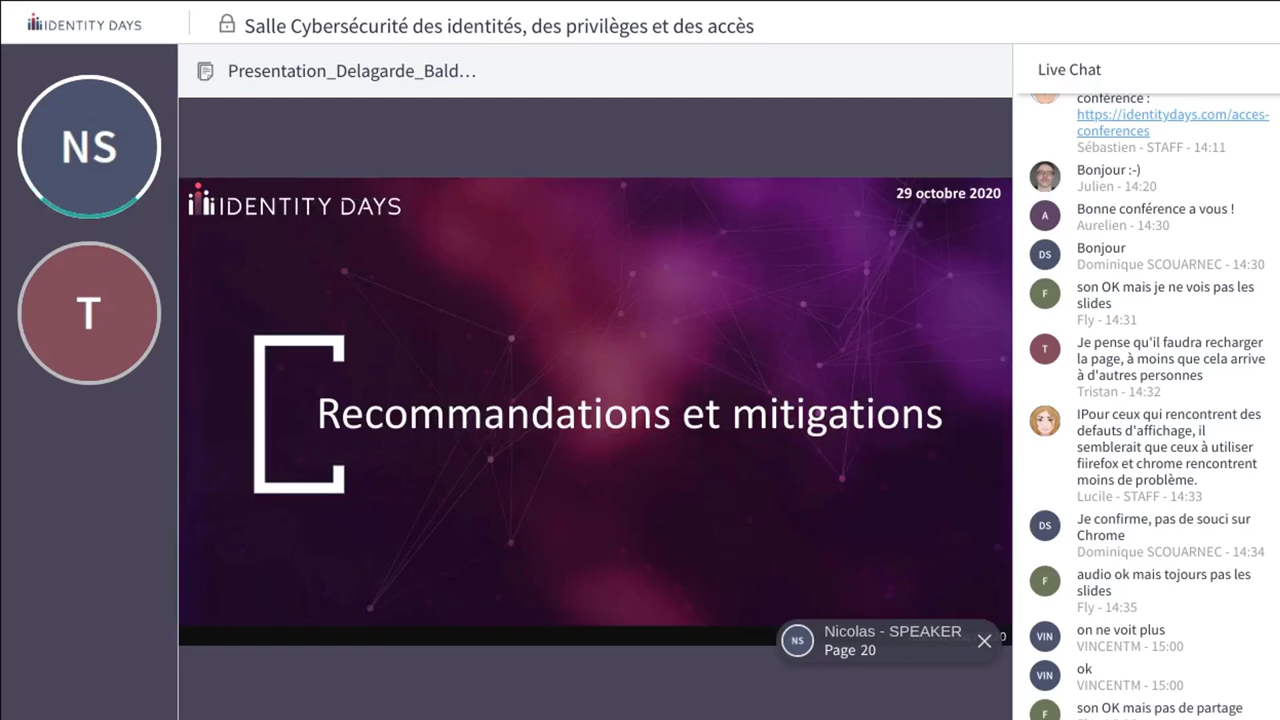 IDENTITY DAYS
Salle Cybersécurité des identités, des privilèges et des accès
NS
T
Presentation_Delagarde_Bald…
IDENTITY DAYS
29 octobre 2020
Recommandations et mitigations
NS
Nicolas - SPEAKER
Page 20
Live Chat
conférence :
https://identitydays.com/acces-
conferences
Sébastien - STAFF - 14:11
Bonjour :-)
Julien - 14:20
A
Bonne conférence a vous !
Aurelien - 14:30
DS
Bonjour
Dominique SCOUARNEC - 14:30
F
son OK mais je ne vois pas les
slides
Fly - 14:31
T
Je pense qu'il faudra recharger
la page, à moins que cela arrive
à d'autres personnes
Tristan - 14:32
IPour ceux qui rencontrent des
defauts d'affichage, il
semblerait que ceux à utiliser
fiirefox et chrome rencontrent
moins de problème.
Lucile - STAFF - 14:33
DS
Je confirme, pas de souci sur
Chrome
Dominique SCOUARNEC - 14:34
F
audio ok mais tojours pas les
slides
Fly - 14:35
VIN
on ne voit plus
VINCENTM - 15:00
VIN
ok
VINCENTM - 15:00
F
son OK mais pas de partage